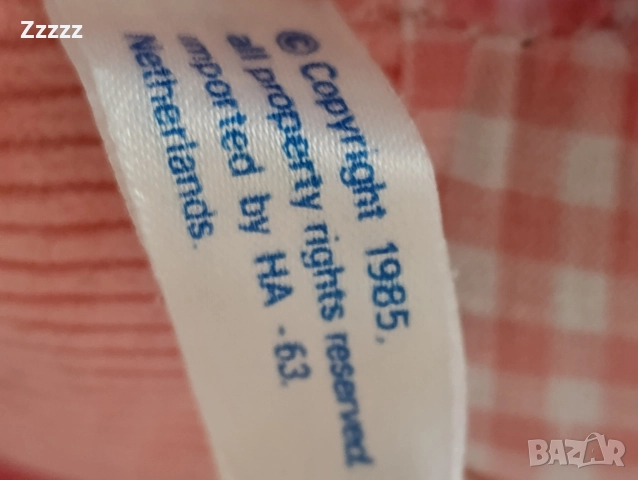 Zzzzz
© Copyright 1985,
all property rights reserved
imported by HA -63.
Netherlands.
BAZAR